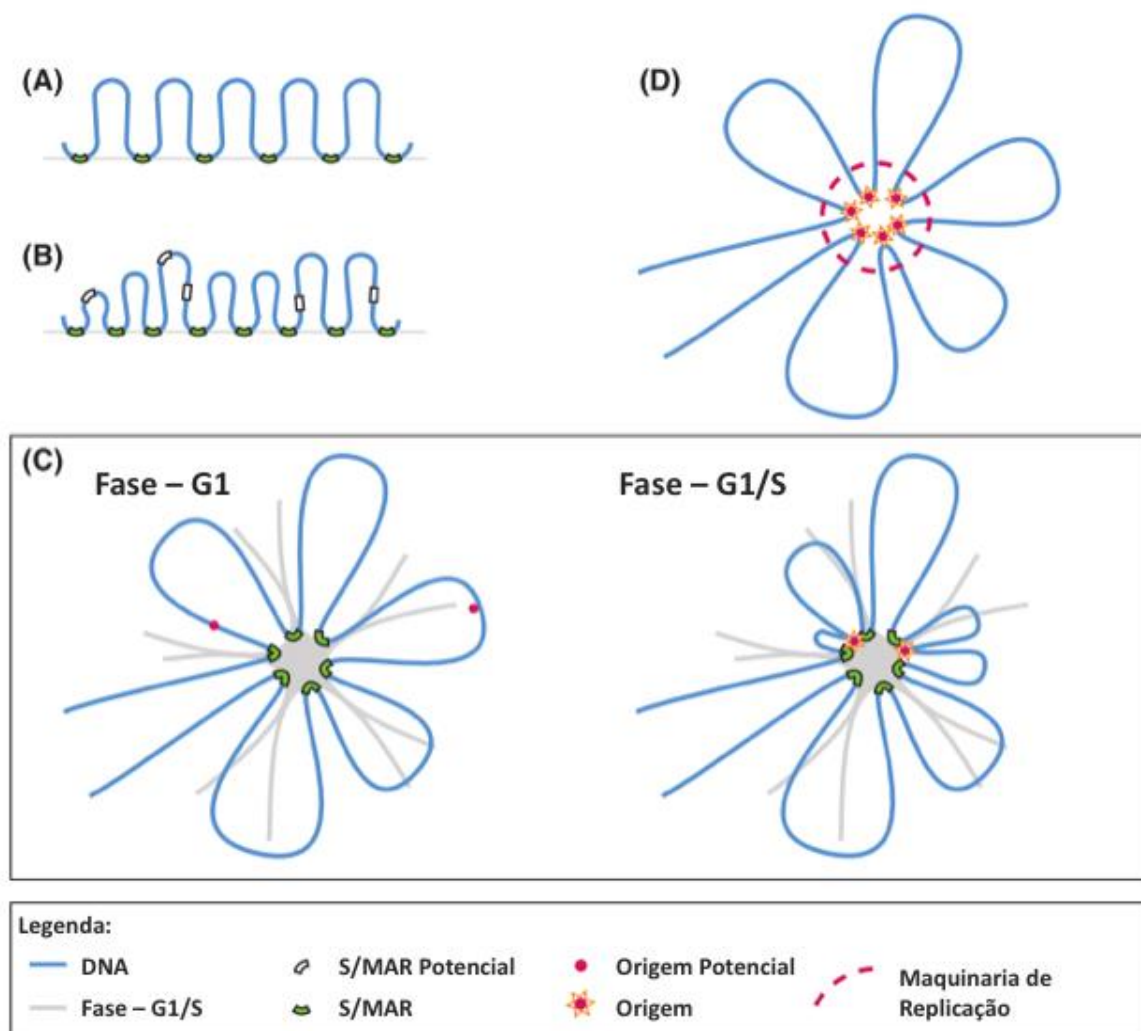 (A)
(D)
(B)
(C)
Fase – G1
Fase – G1/S
Legenda:
DNA
S/MAR Potencial
Origem Potencial
Maquinaria de
Replicação
Fase – G1/S
S/MAR
Origem